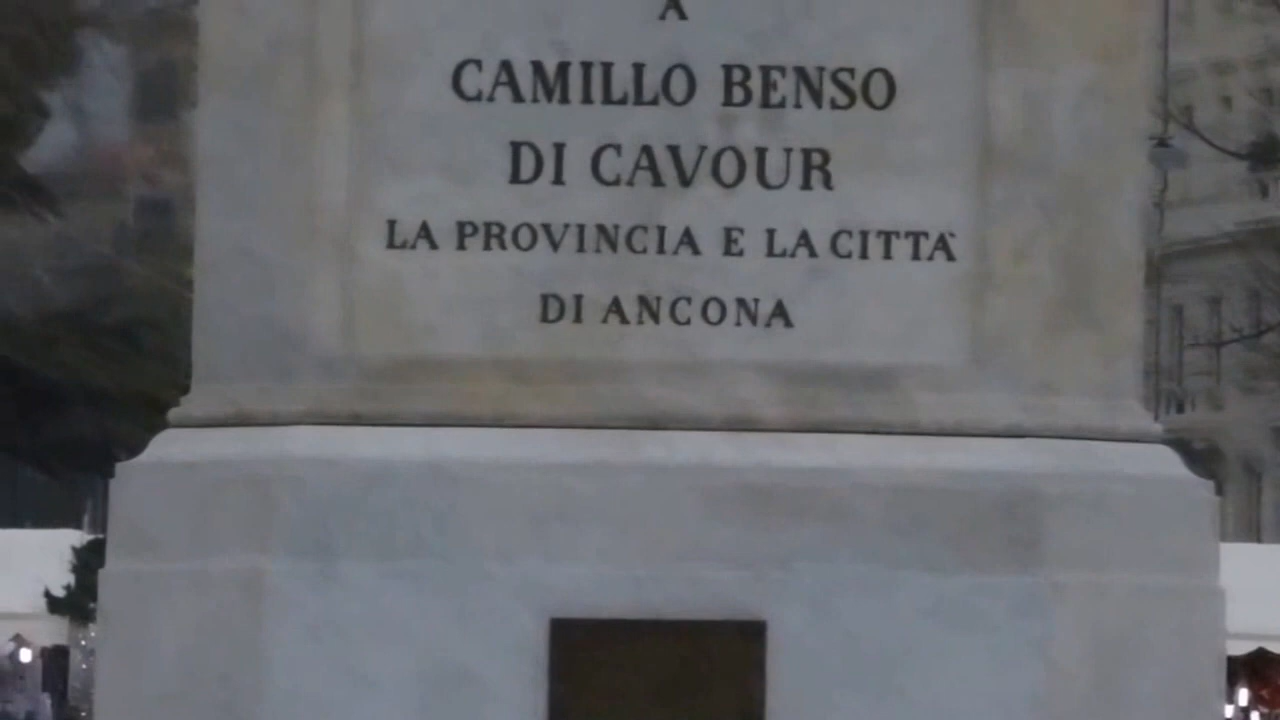 A
CAMILLO BENSO
DI CAVOUR
LA PROVINCIA E LA CITTÀ
DI ANCONA